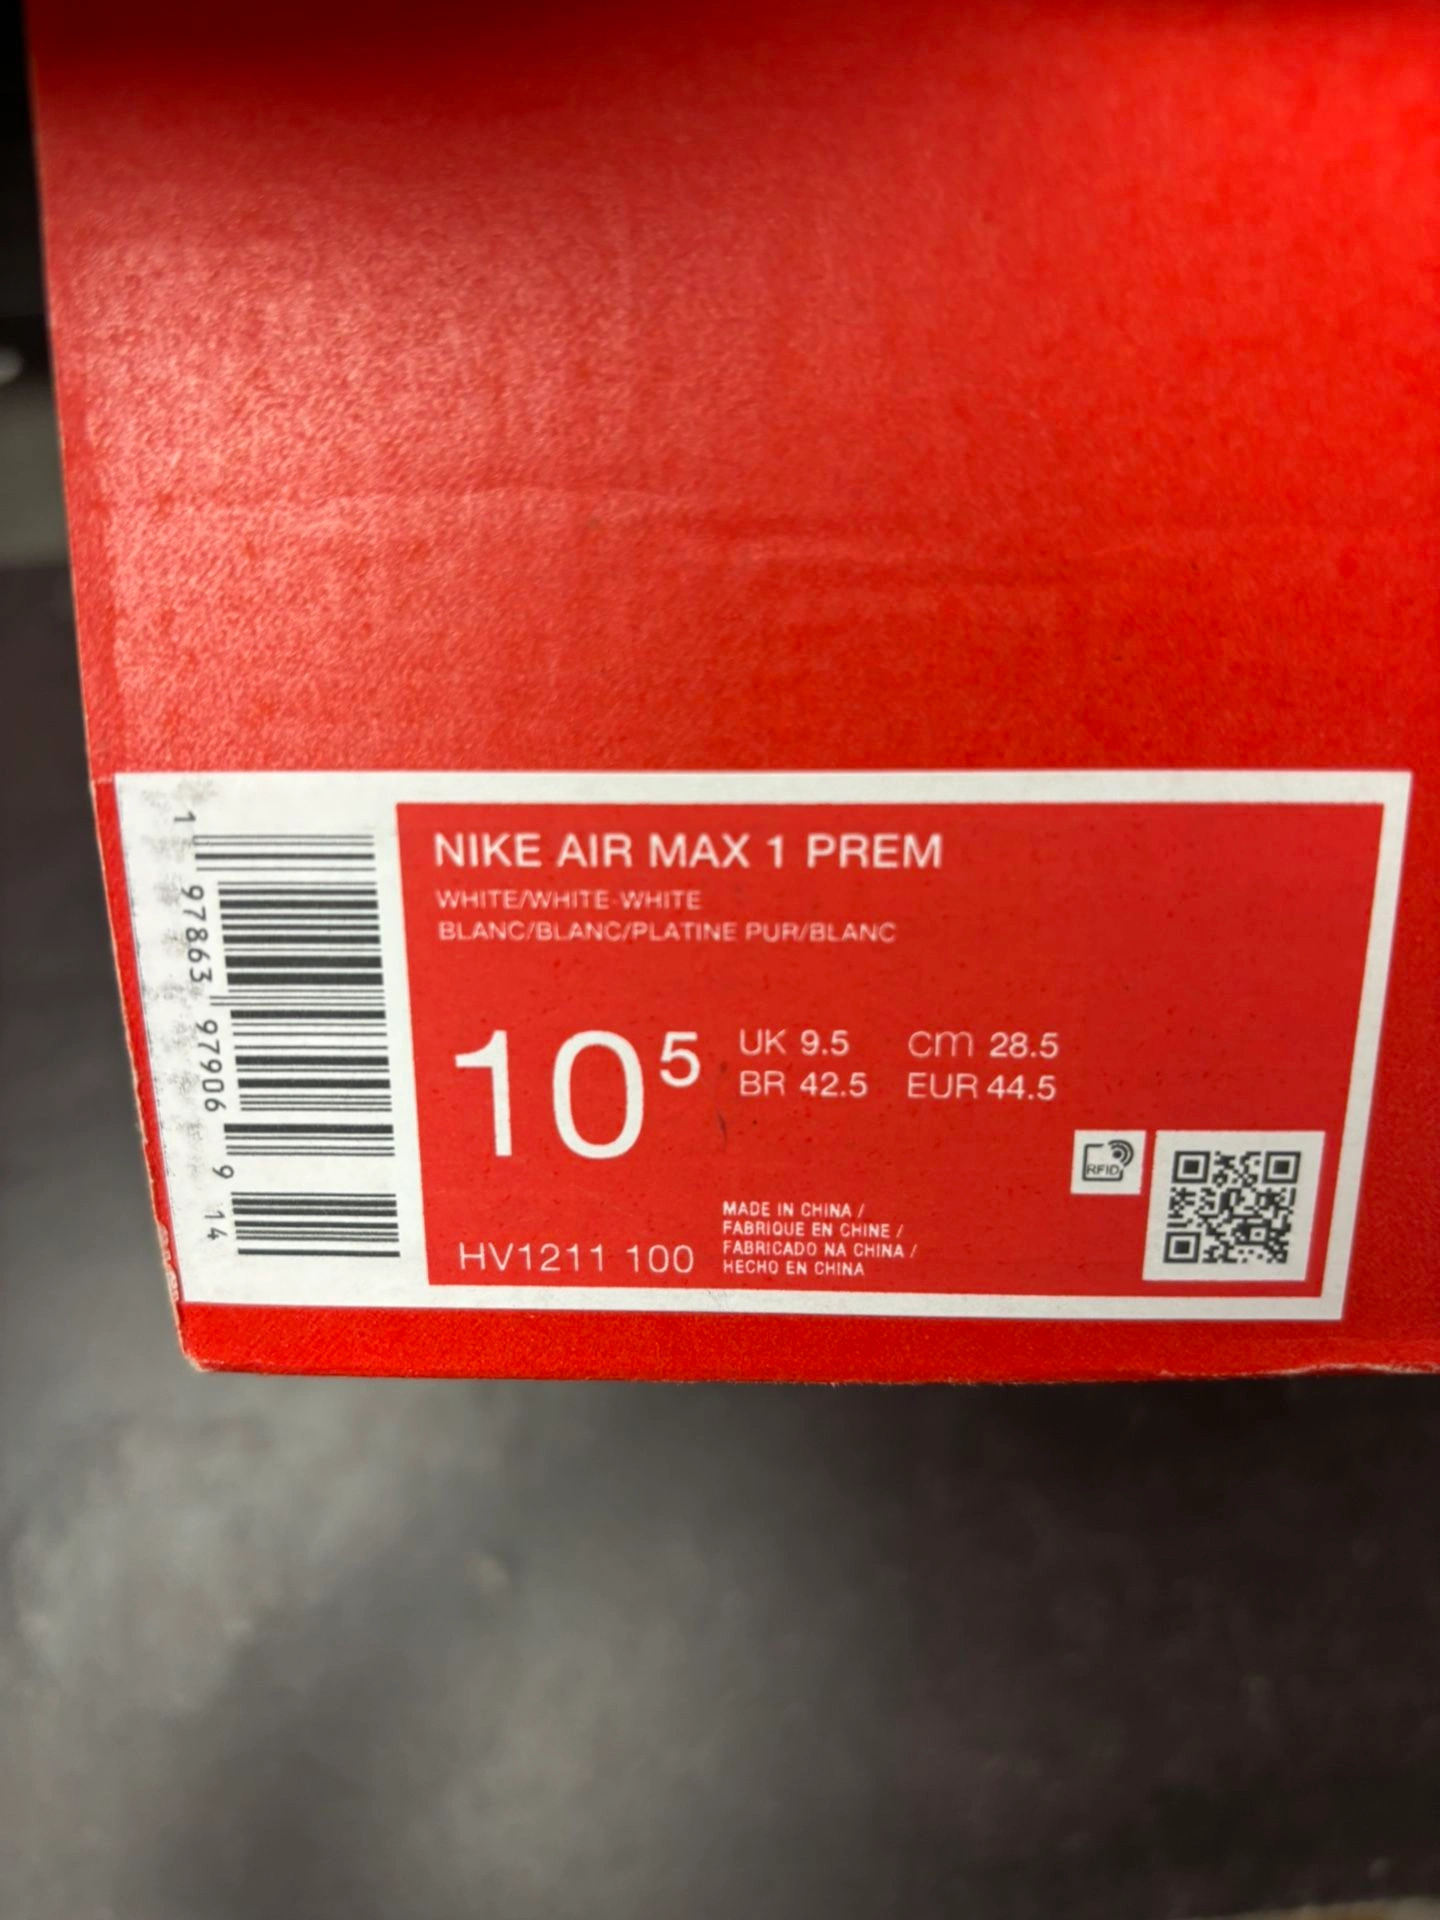 NIKE AIR MAX 1 PREM
WHITE/WHITE-WHITE
BLANC/BLANC/PLATINE PUR/BLANC
10 5
UK 9.5 cm 28.5
BR 42.5 EUR 44.5
RFID
HV1211 100
MADE IN CHINA /
FABRIQUE EN CHINE /
FABRICADO NA CHINA /
HECHO EN CHINA
1 97863 97906 9 14